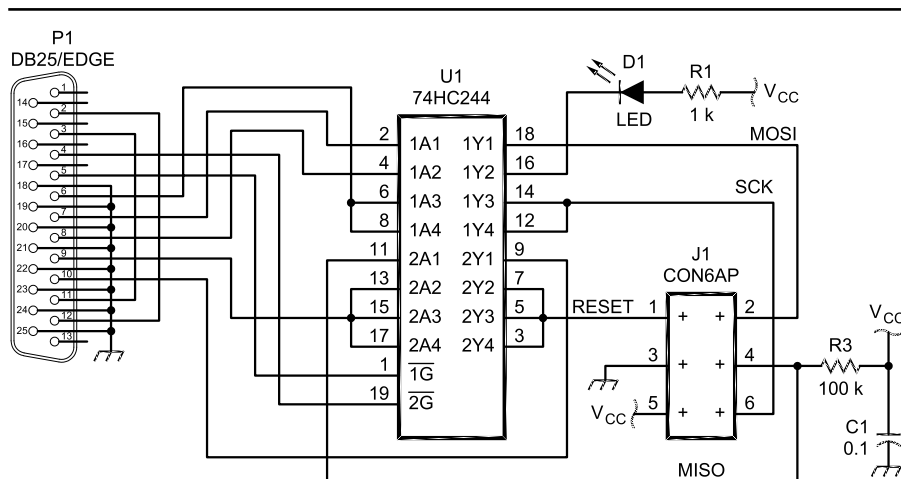 P1
DB25/EDGE
1
14
2
15
3
16
4
17
5
18
6
19
7
20
8
21
9
22
10
23
11
24
12
25
13
U1
74HC244
2 1A1 1Y1 18
4 1A2 1Y2 16
6 1A3 1Y3 14
8 1A4 1Y4 12
11 2A1 2Y1 9
13 2A2 2Y2 7
15 2A3 2Y3 5
17 2A4 2Y4 3
1 1G
19 2G
D1
LED
R1
1 k
VCC
MOSI
SCK
RESET
J1
CON6AP
1 + + 2
3 + + 4
5 + + 6
VCC
MISO
R3
100 k
VCC
C1
0.1